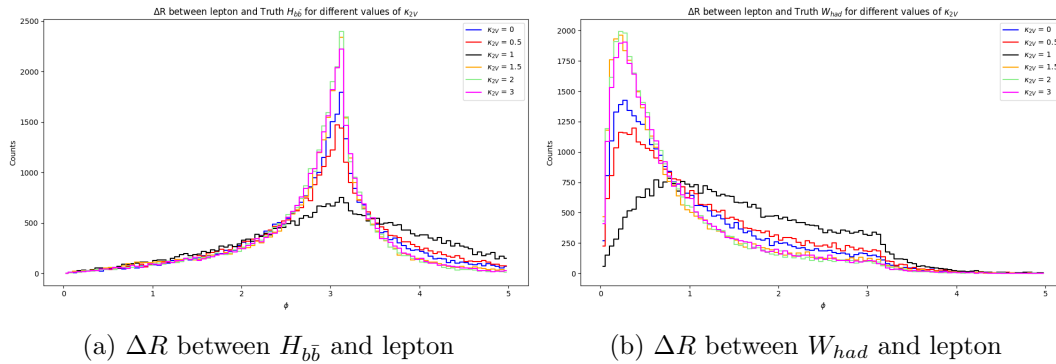 ΔR between lepton and Truth $H_{b\bar{b}}$ for different values of $\kappa_{2V}$
Counts
2500
2000
1500
1000
500
0
0 1 2 3 4 5
ϕ
$\kappa_{2V}$ = 0
$\kappa_{2V}$ = 0.5
$\kappa_{2V}$ = 1
$\kappa_{2V}$ = 1.5
$\kappa_{2V}$ = 2
$\kappa_{2V}$ = 3
(a) ΔR between $H_{b\bar{b}}$ and lepton
ΔR between lepton and Truth $W_{had}$ for different values of $\kappa_{2V}$
Counts
2000
1750
1500
1250
1000
750
500
250
0
0 1 2 3 4 5
ϕ
$\kappa_{2V}$ = 0
$\kappa_{2V}$ = 0.5
$\kappa_{2V}$ = 1
$\kappa_{2V}$ = 1.5
$\kappa_{2V}$ = 2
$\kappa_{2V}$ = 3
(b) ΔR between $W_{had}$ and lepton